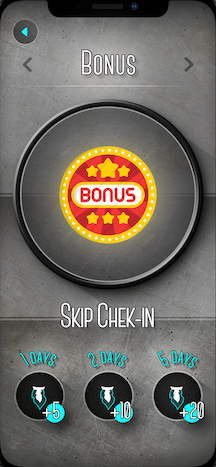 Bonus
BONUS
Skip Chek-in
1 Days 2 Days 5 Days
+5 +10 +20